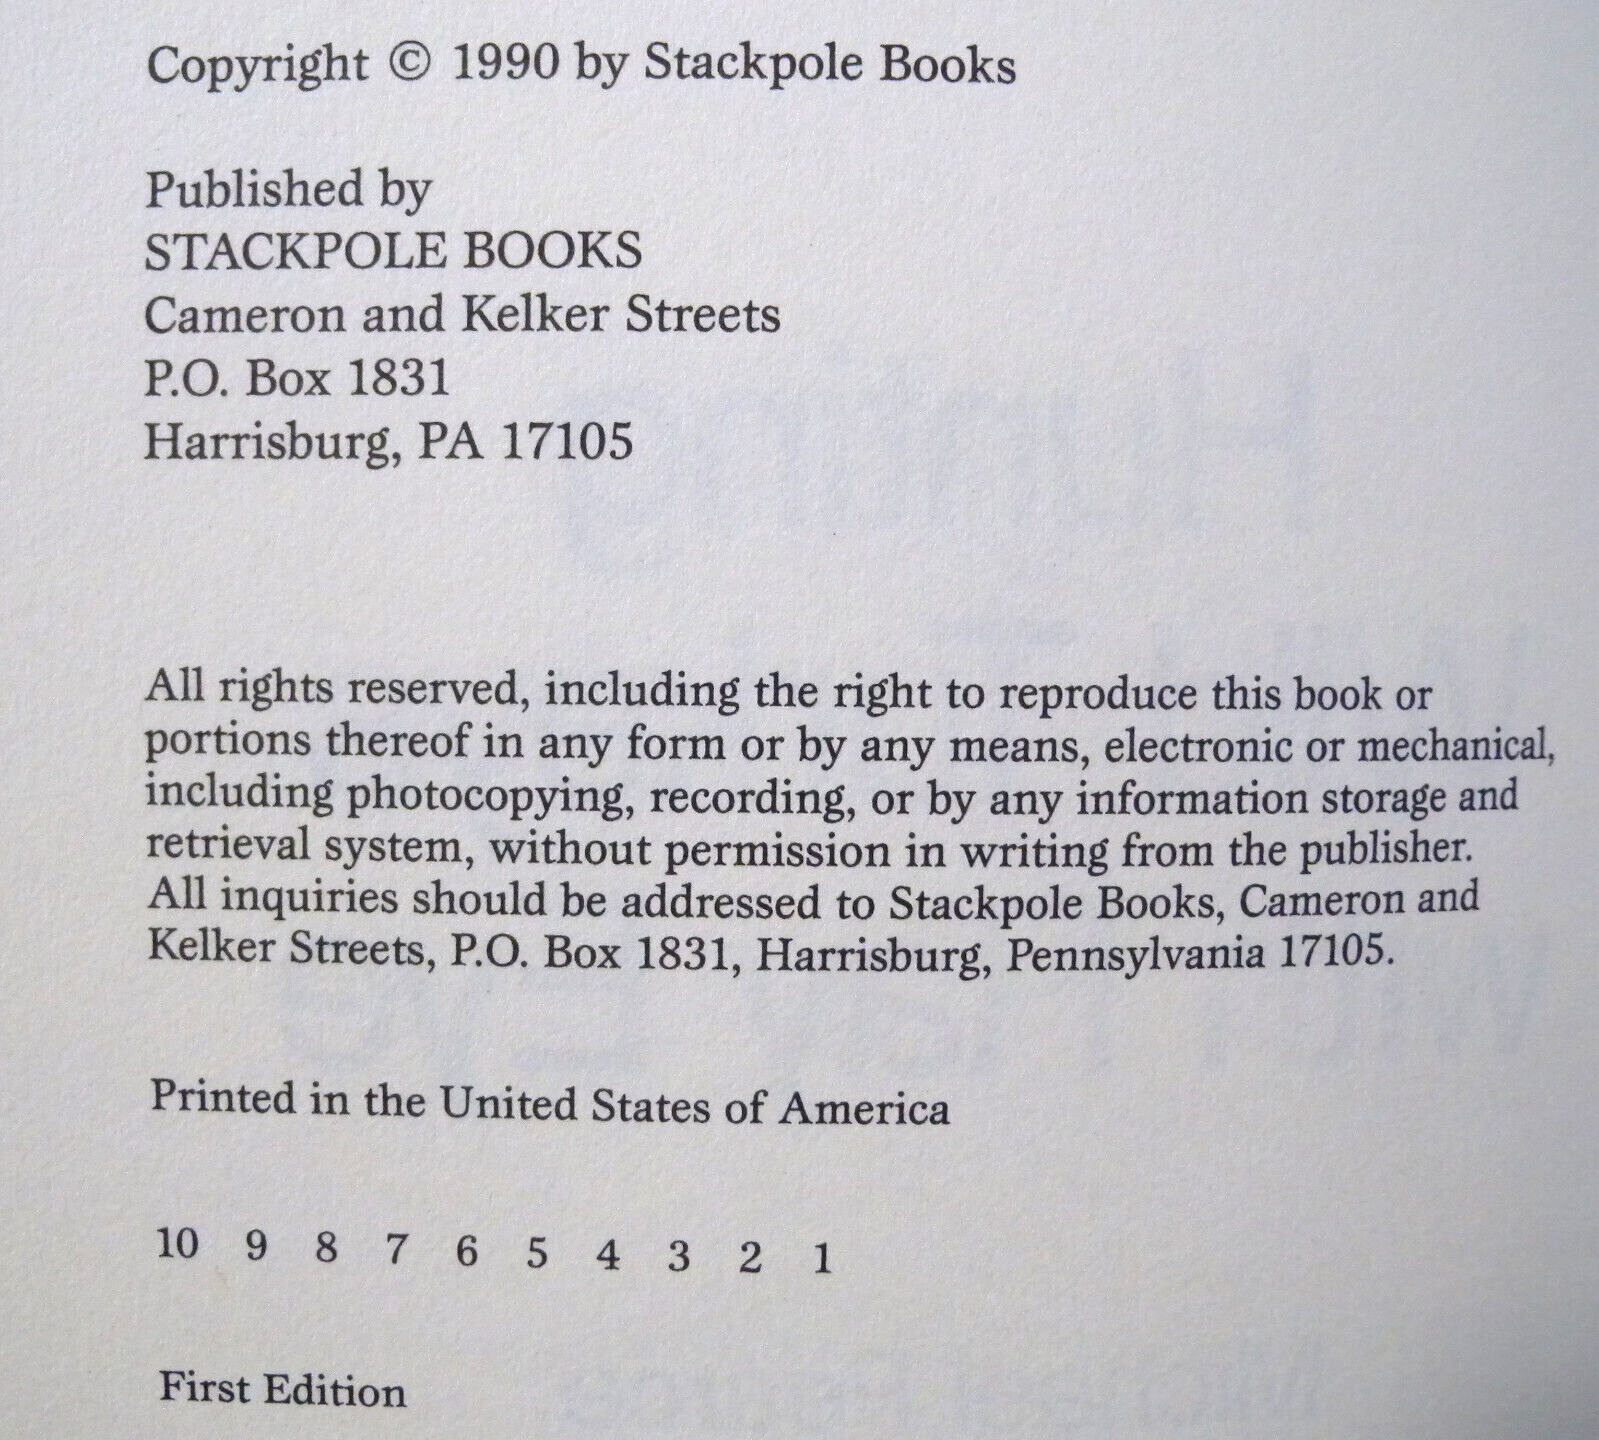 Copyright © 1990 by Stackpole Books
Published by
STACKPOLE BOOKS
Cameron and Kelker Streets
P.O. Box 1831
Harrisburg, PA 17105
All rights reserved, including the right to reproduce this book or
portions thereof in any form or by any means, electronic or mechanical,
including photocopying, recording, or by any information storage and
retrieval system, without permission in writing from the publisher.
All inquiries should be addressed to Stackpole Books, Cameron and
Kelker Streets, P.O. Box 1831, Harrisburg, Pennsylvania 17105.
Printed in the United States of America
10 9 8 7 6 5 4 3 2 1
First Edition